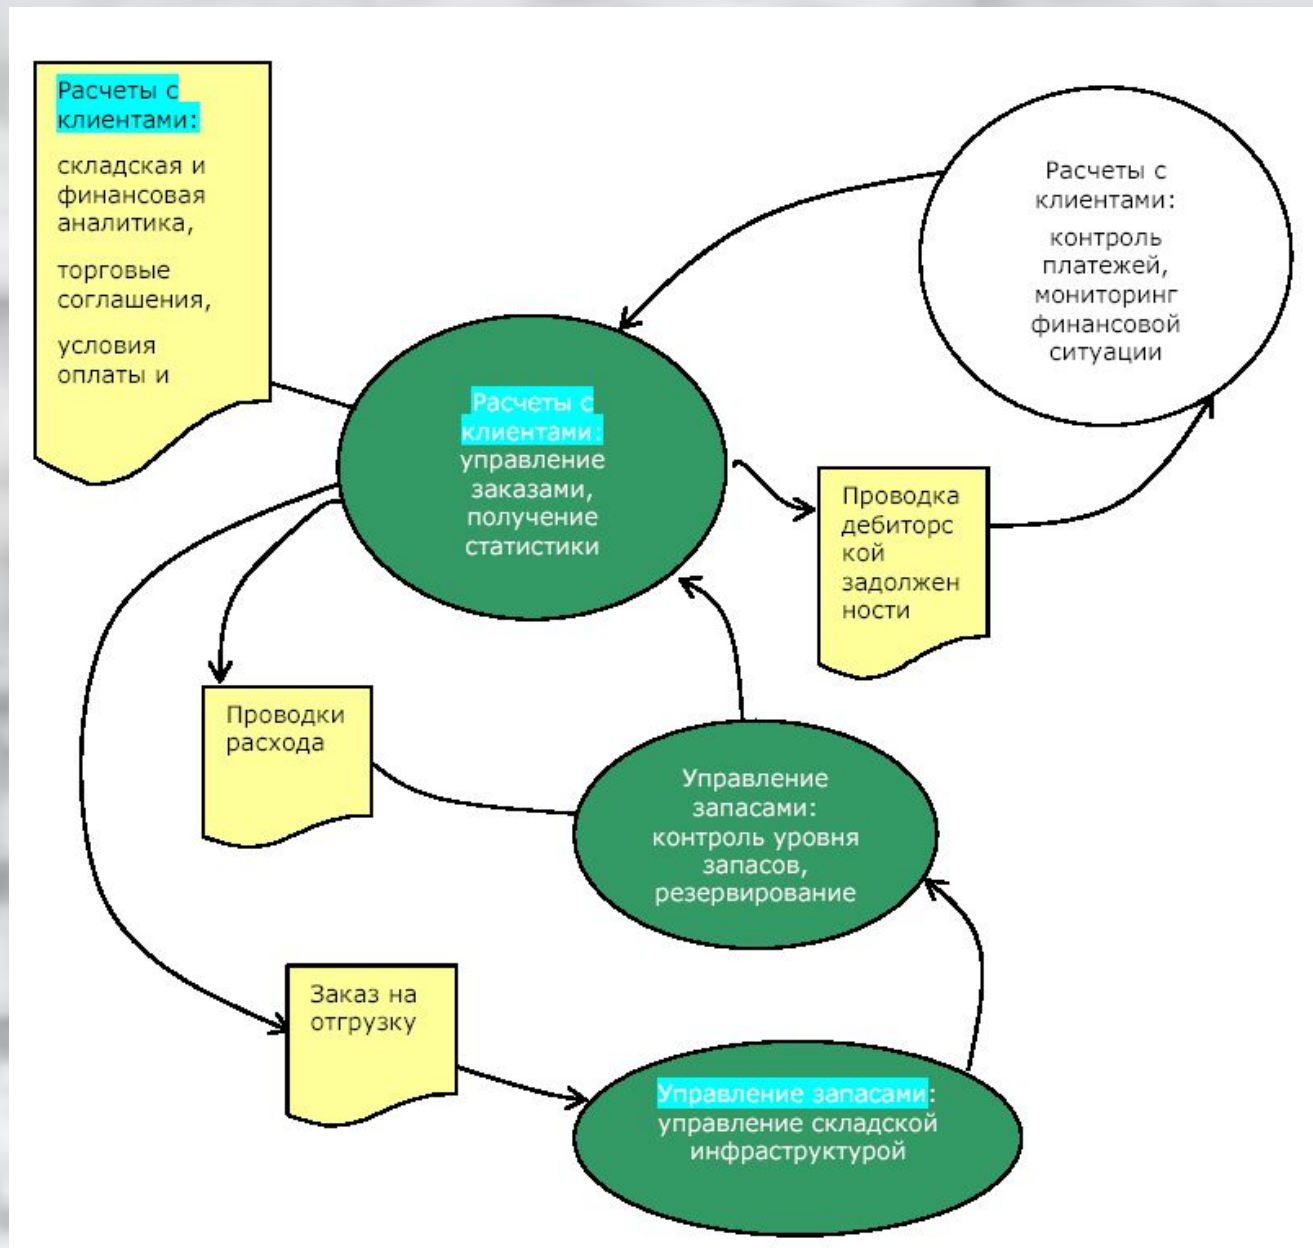 Расчеты с
клиентами:
складская и
финансовая
аналитика,
торговые
соглашения,
условия
оплаты и
Расчеты с
клиентами:
контроль
платежей,
мониторинг
финансовой
ситуации
Расчеты с
клиентами:
управление
заказами,
получение
статистики
Проводка
дебиторс
кой
задолжен
ности
Проводки
расхода
Управление
запасами:
контроль уровня
запасов,
резервирование
Заказ на
отгрузку
Управление запасами:
управление складской
инфраструктурой